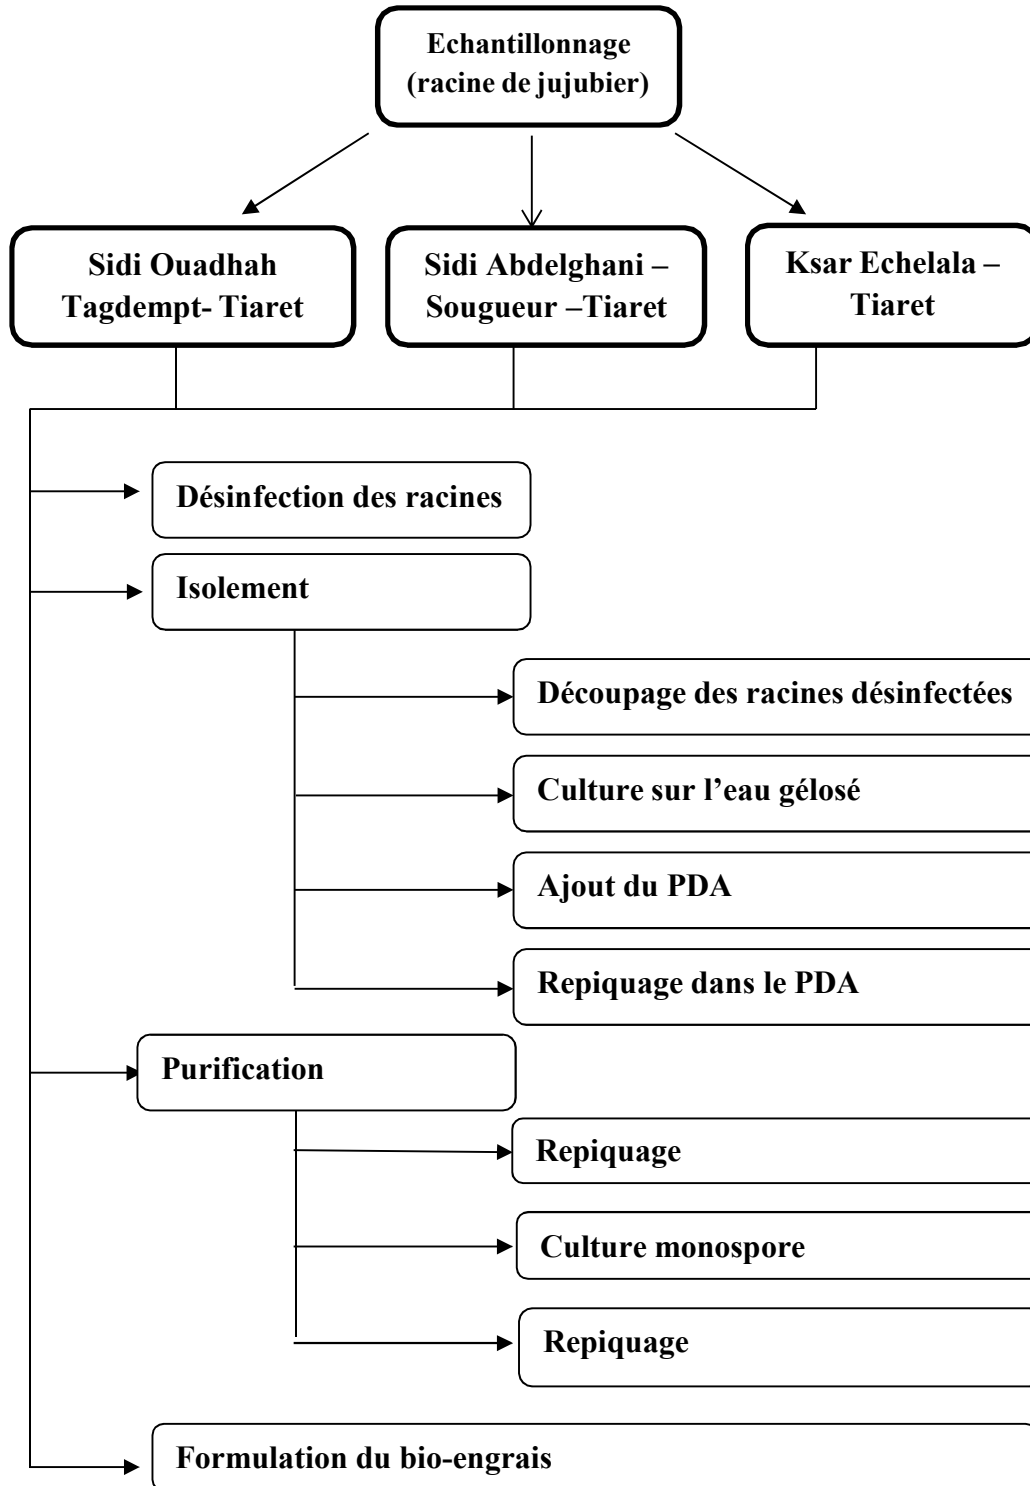 Echantillonnage
(racine de jujubier)
Sidi Ouadhah
Tagdempt- Tiaret
Sidi Abdelghani –
Sougueur –Tiaret
Ksar Echelala –
Tiaret
Désinfection des racines
Isolement
Découpage des racines désinfectées
Culture sur l’eau gélosé
Ajout du PDA
Repiquage dans le PDA
Purification
Repiquage
Culture monospore
Repiquage
Formulation du bio-engrais